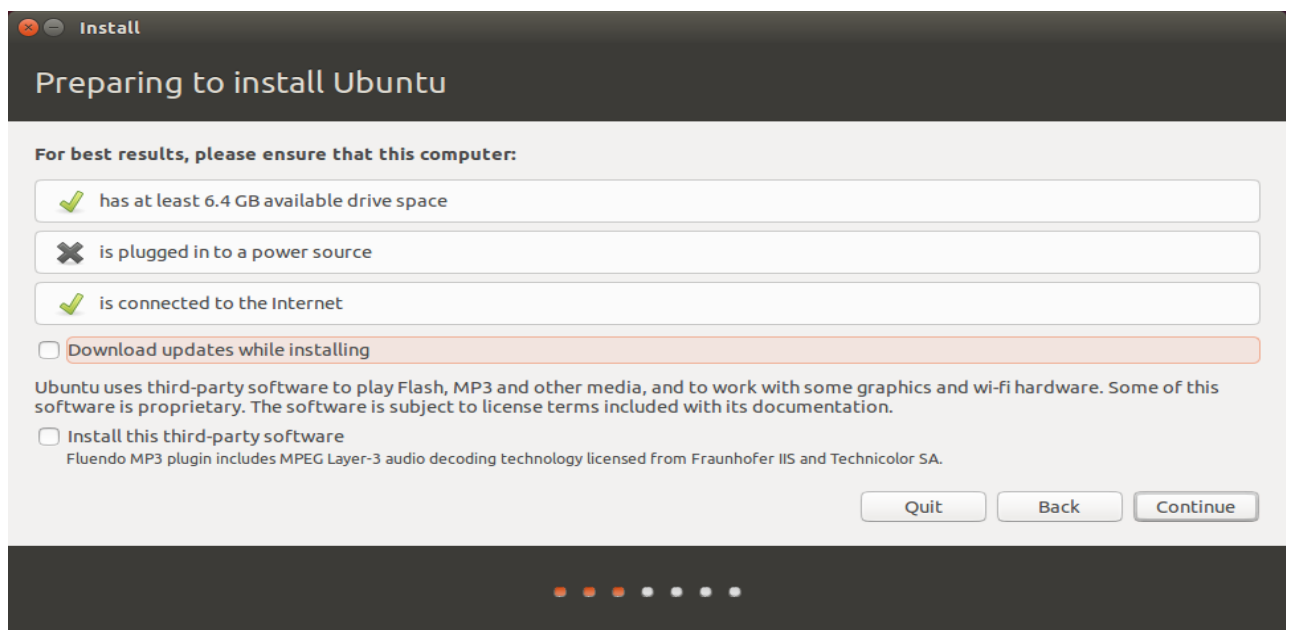 Install
Preparing to install Ubuntu
For best results, please ensure that this computer:
has at least 6.4 GB available drive space
is plugged in to a power source
is connected to the Internet
Download updates while installing
Ubuntu uses third-party software to play Flash, MP3 and other media, and to work with some graphics and wi-fi hardware. Some of this
software is proprietary. The software is subject to license terms included with its documentation.
Install this third-party software
Fluendo MP3 plugin includes MPEG Layer-3 audio decoding technology licensed from Fraunhofer IIS and Technicolor SA.
Quit Back Continue